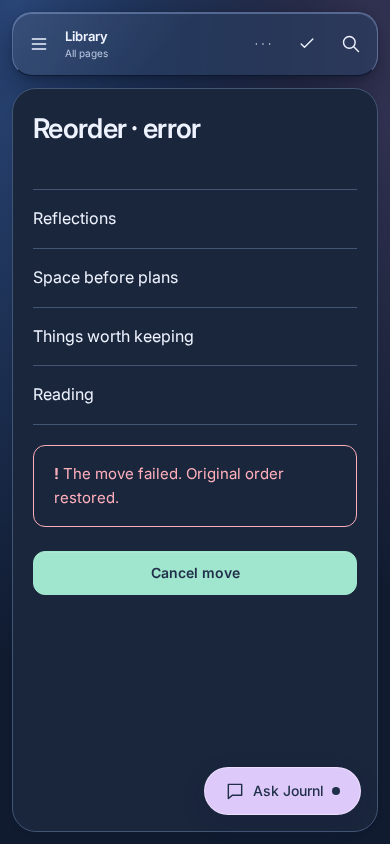 Library
All pages
Reorder · error
Reflections
Space before plans
Things worth keeping
Reading
! The move failed. Original order
restored.
Cancel move
Ask Journl